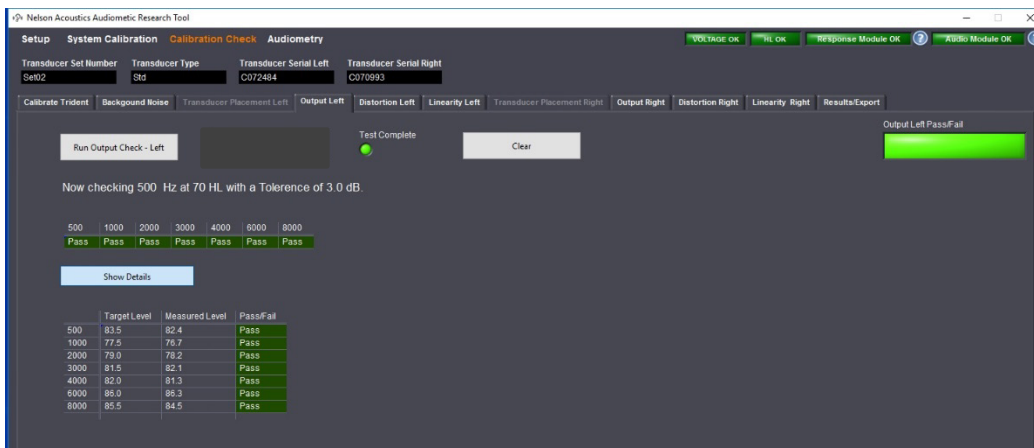 Nelson Acoustics Audiometic Research Tool
Setup System Calibration Calibration Check Audiometry VOLTAGE OK HL OK Response Module OK ? Audio Module OK
Transducer Set Number Transducer Type Transducer Serial Left Transducer Serial Right
Set02 Std C072484 C070993
Calibrate Trident Backgound Noise Transducer Placement Left Output Left Distortion Left Linearity Left Transducer Placement Right Output Right Distortion Right Linearity Right Results/Export
Output Left Pass/Fail
Run Output Check - Left Test Complete Clear
Now checking 500 Hz at 70 HL with a Tolerence of 3.0 dB.
500 1000 2000 3000 4000 6000 8000
Pass Pass Pass Pass Pass Pass Pass
Show Details
Target Level Measured Level Pass/Fail
500 83.5 82.4 Pass
1000 77.5 76.7 Pass
2000 79.0 78.2 Pass
3000 81.5 82.1 Pass
4000 82.0 81.3 Pass
6000 86.0 86.3 Pass
8000 85.5 84.5 Pass